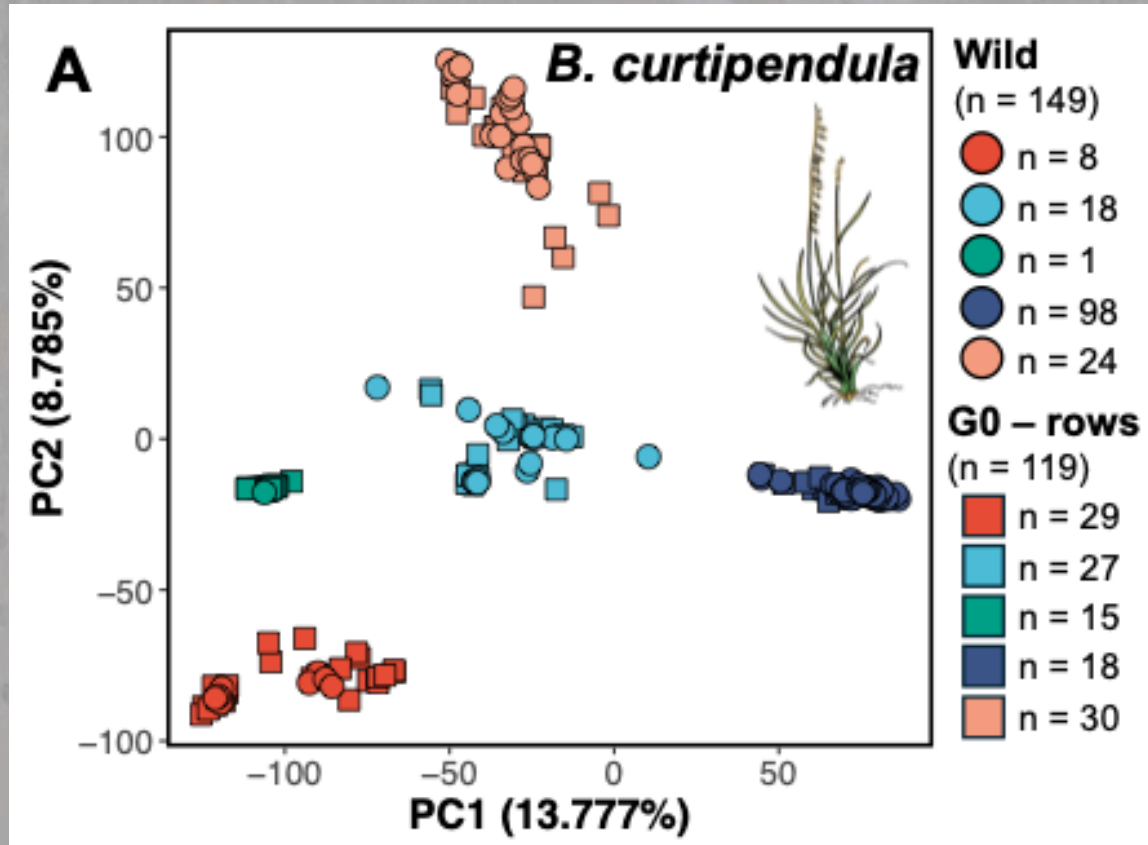 A
B. curtipendula
100
50
0
−50
−100
PC2 (8.785%)
−100
−50
0
50
PC1 (13.777%)
Wild
(n = 149)
n = 8
n = 18
n = 1
n = 98
n = 24
G0 – rows
(n = 119)
n = 29
n = 27
n = 15
n = 18
n = 30